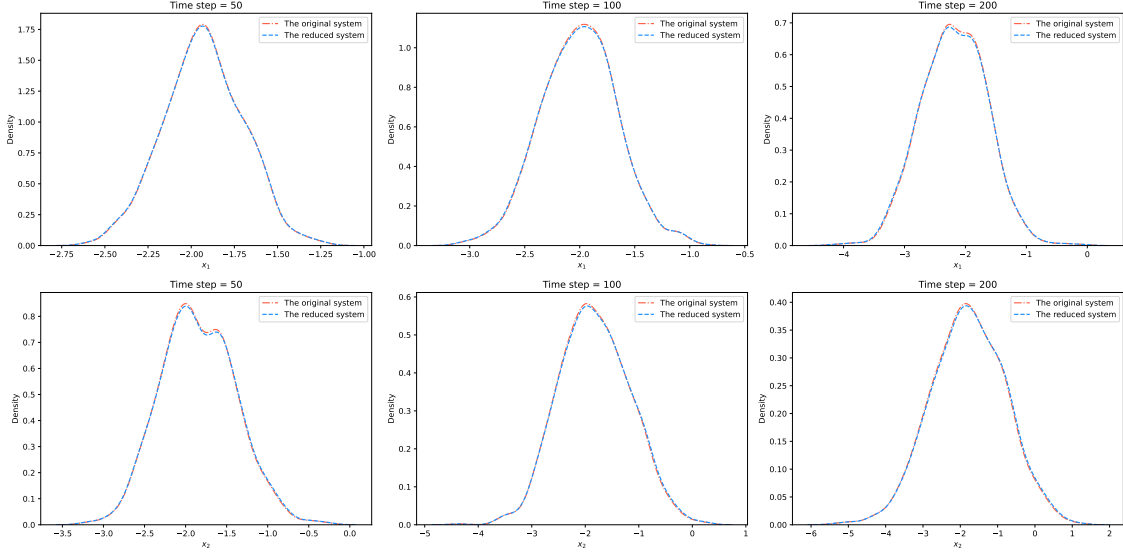 Time step = 50
The original system
The reduced system
Density
1.75
1.50
1.25
1.00
0.75
0.50
0.25
0.00
−2.75 −2.50 −2.25 −2.00 −1.75 −1.50 −1.25 −1.00
x₁
Time step = 100
The original system
The reduced system
Density
1.0
0.8
0.6
0.4
0.2
0.0
−3.0 −2.5 −2.0 −1.5 −1.0 −0.5
x₁
Time step = 200
The original system
The reduced system
Density
0.7
0.6
0.5
0.4
0.3
0.2
0.1
0.0
−4 −3 −2 −1 0
x₁
Time step = 50
The original system
The reduced system
Density
0.8
0.7
0.6
0.5
0.4
0.3
0.2
0.1
0.0
−3.5 −3.0 −2.5 −2.0 −1.5 −1.0 −0.5 0.0
x₂
Time step = 100
The original system
The reduced system
Density
0.6
0.5
0.4
0.3
0.2
0.1
0.0
−5 −4 −3 −2 −1 0 1
x₂
Time step = 200
The original system
The reduced system
Density
0.40
0.35
0.30
0.25
0.20
0.15
0.10
0.05
0.00
−6 −5 −4 −3 −2 −1 0 1 2
x₂